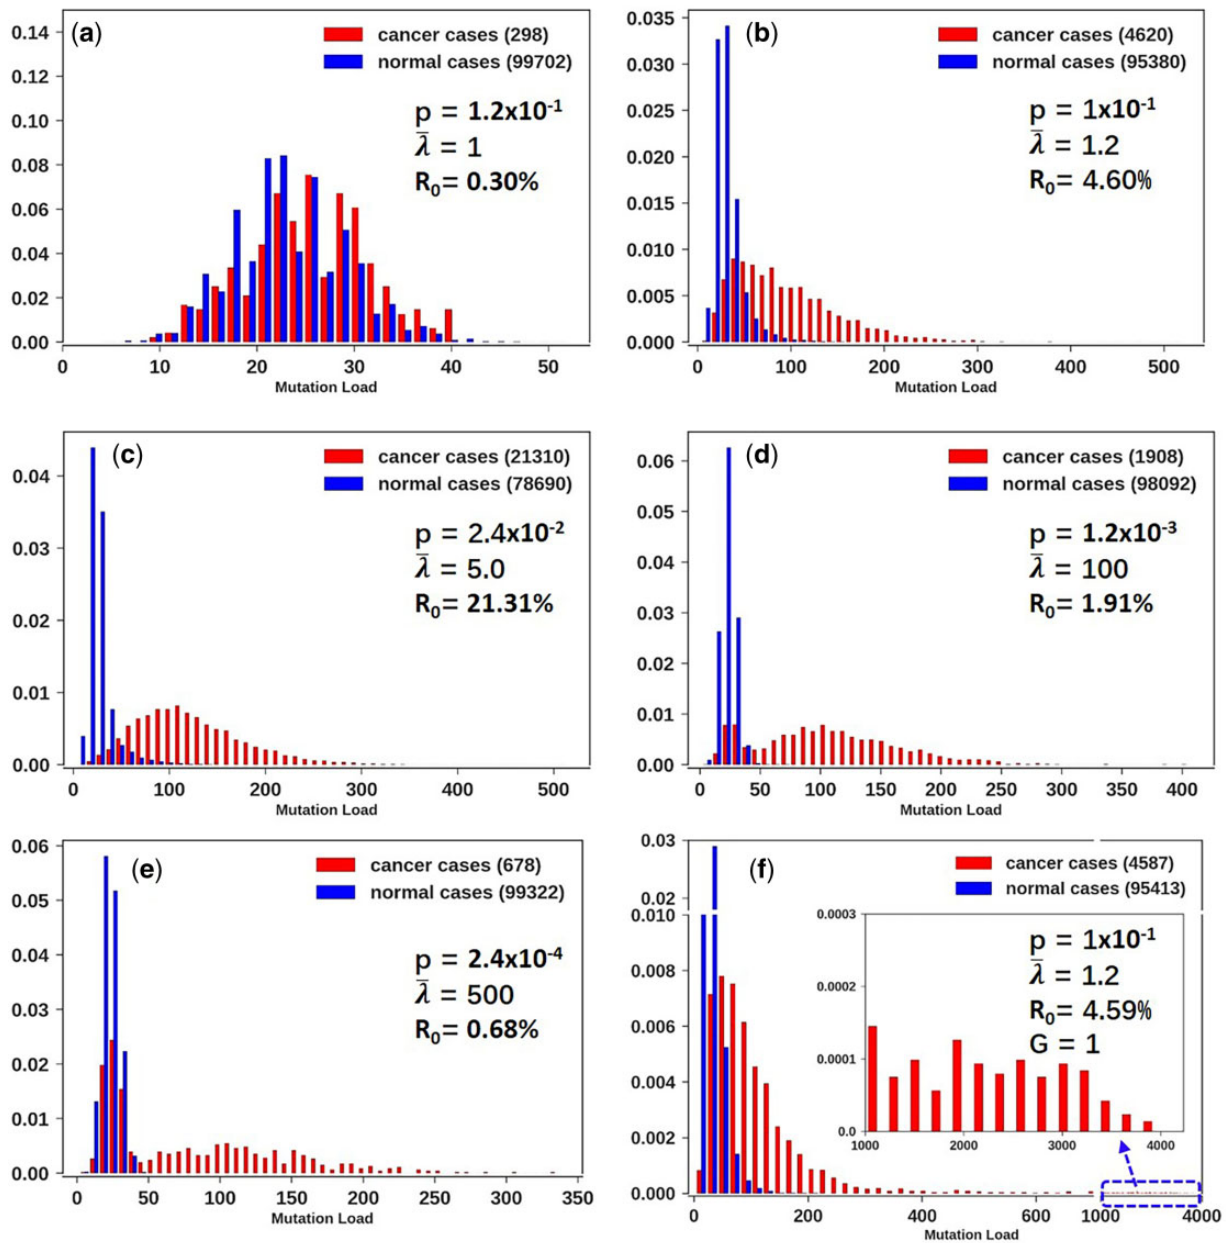 (a)
cancer cases (298)
normal cases (99702)
p = 1.2x10⁻¹
λ̄ = 1
R₀= 0.30%
0.14
0.12
0.10
0.08
0.06
0.04
0.02
0.00
0 10 20 30 40 50
Mutation Load
(b)
cancer cases (4620)
normal cases (95380)
p = 1x10⁻¹
λ̄ = 1.2
R₀= 4.60%
0.035
0.030
0.025
0.020
0.015
0.010
0.005
0.000
0 100 200 300 400 500
Mutation Load
(c)
cancer cases (21310)
normal cases (78690)
p = 2.4x10⁻²
λ̄ = 5.0
R₀= 21.31%
0.04
0.03
0.02
0.01
0.00
0 100 200 300 400 500
Mutation Load
(d)
cancer cases (1908)
normal cases (98092)
p = 1.2x10⁻³
λ̄ = 100
R₀= 1.91%
0.06
0.05
0.04
0.03
0.02
0.01
0.00
0 50 100 150 200 250 300 350 400
Mutation Load
(e)
cancer cases (678)
normal cases (99322)
p = 2.4x10⁻⁴
λ̄ = 500
R₀= 0.68%
0.06
0.05
0.04
0.03
0.02
0.01
0.00
0 50 100 150 200 250 300 350
Mutation Load
(f)
cancer cases (4587)
normal cases (95413)
p = 1x10⁻¹
λ̄ = 1.2
R₀= 4.59%
G = 1
0.03
0.02
0.010
0.008
0.006
0.004
0.002
0.000
0.0003
0.0002
0.0001
0.0
1000 2000 3000 4000
0 200 400 600 1000 4000
Mutation Load